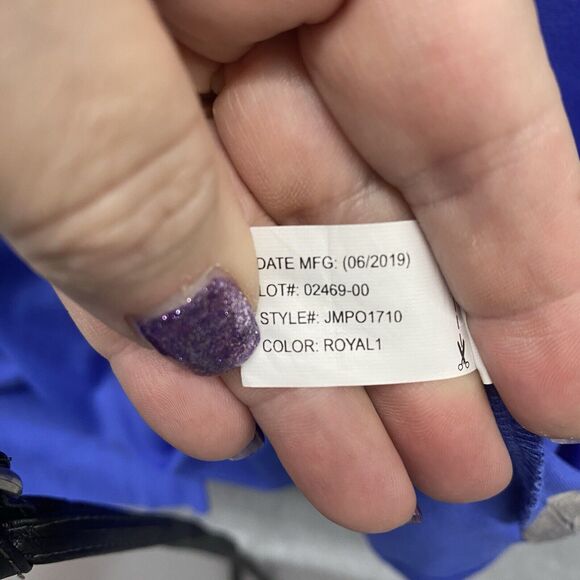 DATE MFG: (06/2019)
LOT#: 02469-00
STYLE#: JMPO1710
COLOR: ROYAL1